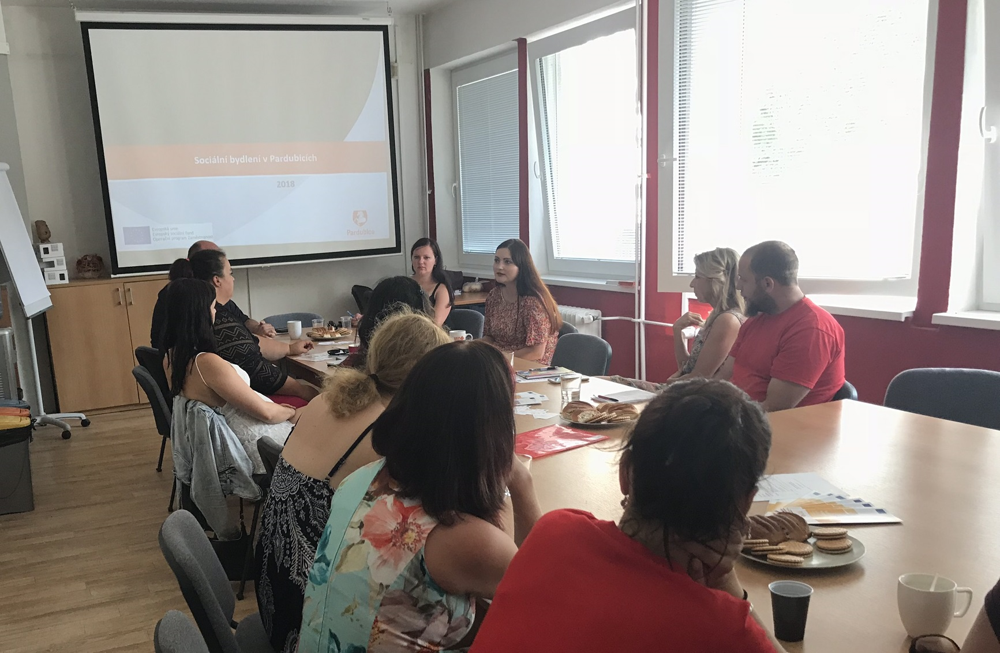 Sociální bydlení v Pardubicích
2018
Evropská unie
Evropský sociální fond
Operační program Zaměstnanost
Pardubice